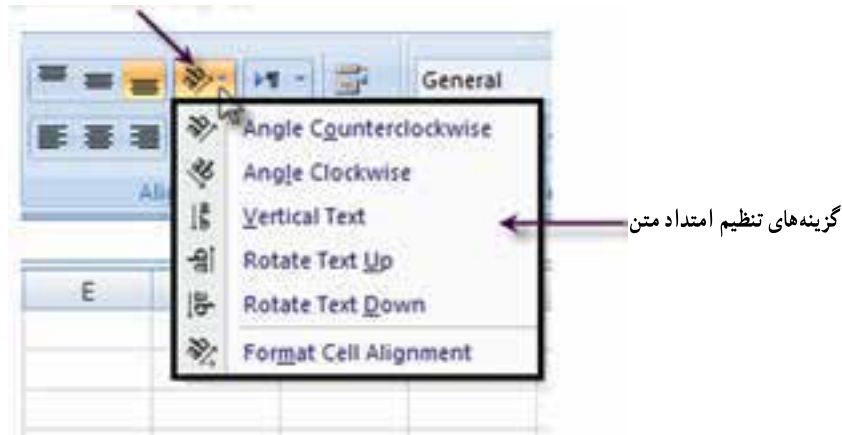 General
Angle Counterclockwise
Angle Clockwise
Vertical Text
گزینه‌های تنظیم امتداد متن
Rotate Text Up
E
Rotate Text Down
Format Cell Alignment